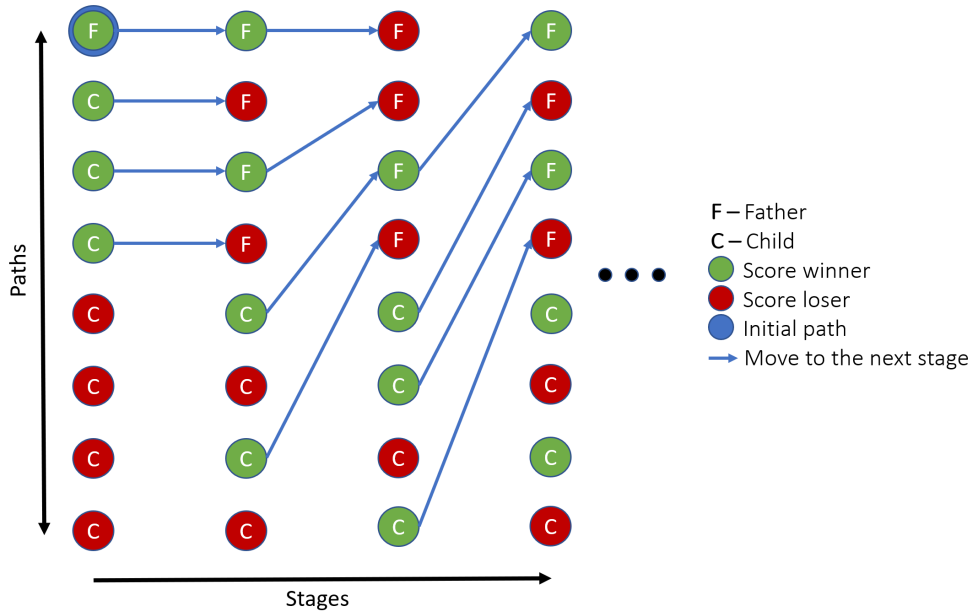 F F F F
C F F F
C F F F
C F F F
C C C C
C C C C
C C C C
C C C C
Paths
Stages
F – Father
C – Child
Score winner
Score loser
Initial path
Move to the next stage